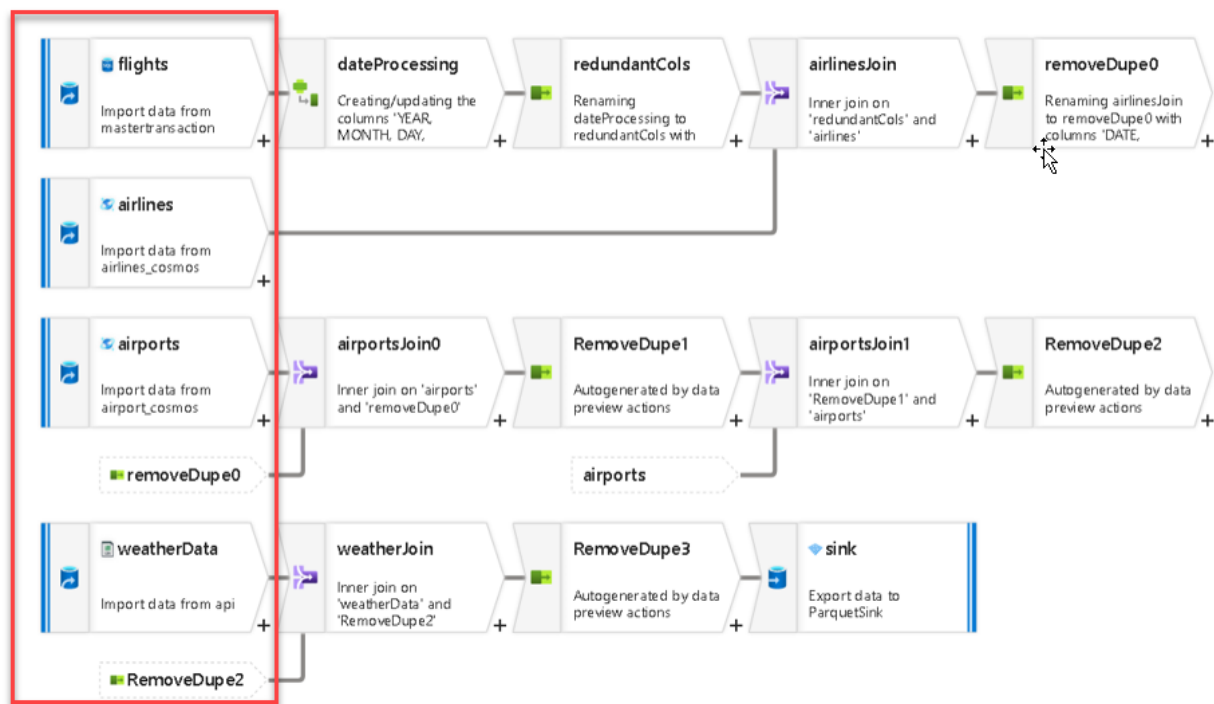 flights
Import data from
mastertransaction
dateProcessing
Creating/updating the
columns 'YEAR,
MONTH, DAY,
redundantCols
Renaming
dateProcessing to
redundantCols with
airlinesJoin
Inner join on
'redundantCols' and
'airlines'
removeDupe0
Renaming airlinesJoin
to removeDupe0 with
columns 'DATE,
airlines
Import data from
airlines_cosmos
airports
Import data from
airport_cosmos
airportsJoin0
Inner join on 'airports'
and 'removeDupe0'
RemoveDupe1
Autogenerated by data
preview actions
airportsJoin1
Inner join on
'RemoveDupe1' and
'airports'
RemoveDupe2
Autogenerated by data
preview actions
removeDupe0
airports
weatherData
Import data from api
weatherJoin
Inner join on
'weatherData' and
'RemoveDupe2'
RemoveDupe3
Autogenerated by data
preview actions
sink
Export data to
ParquetSink
RemoveDupe2